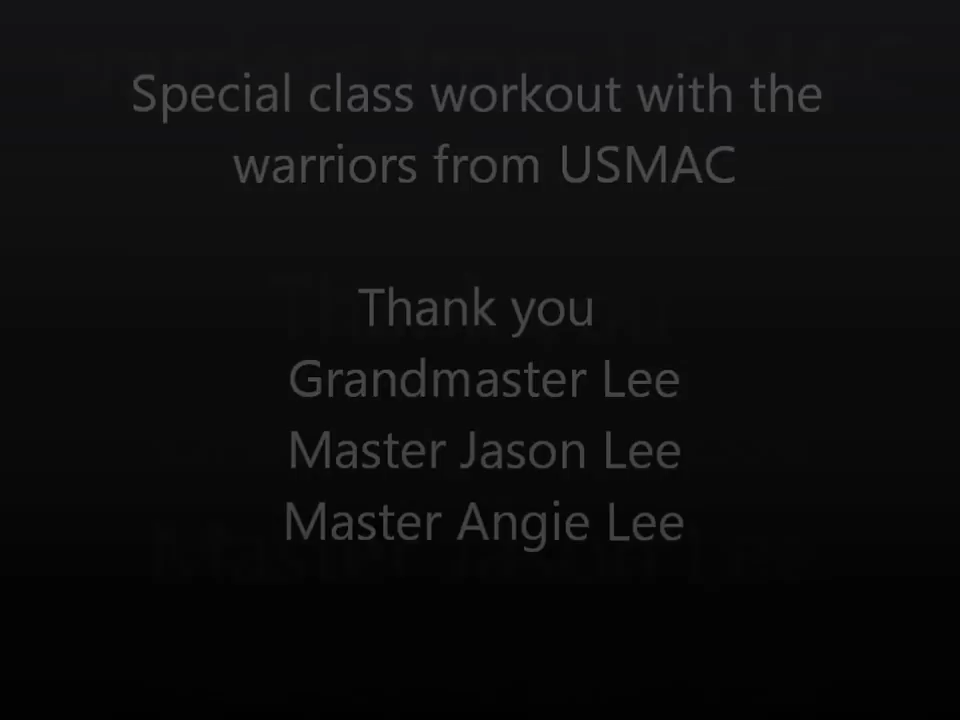 Special class workout with the
warriors from USMAC
Thank you
Grandmaster Lee
Master Jason Lee
Master Angie Lee